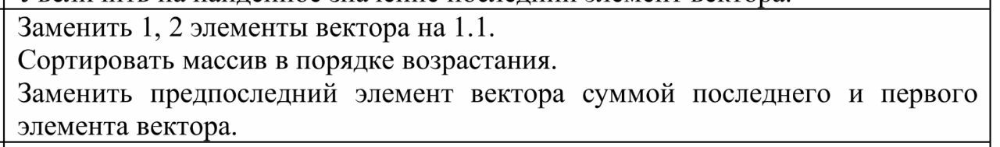 Увеличить на найденное значение последний элемент вектора.
Заменить 1, 2 элементы вектора на 1.1.
Сортировать массив в порядке возрастания.
Заменить предпоследний элемент вектора суммой последнего и первого
элемента вектора.